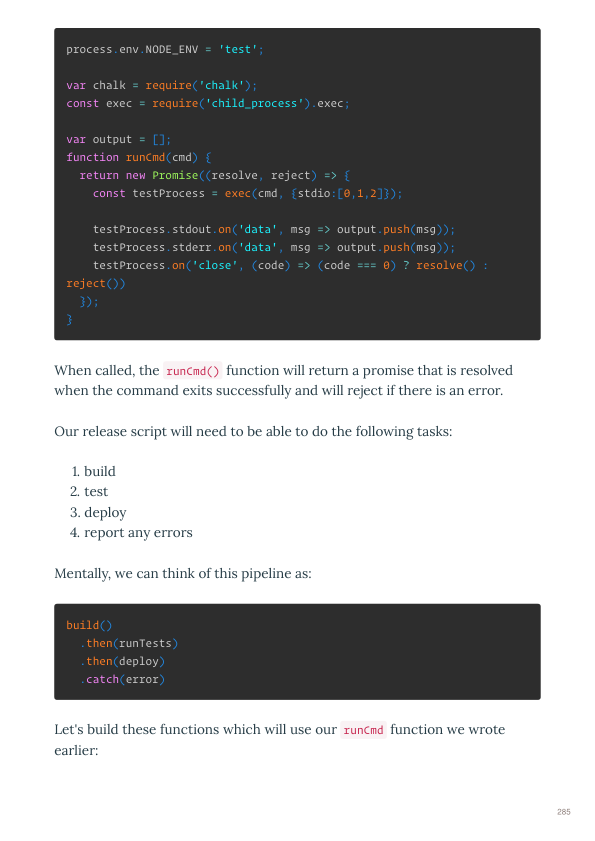 process.env.NODE_ENV = 'test';

var chalk = require('chalk');
const exec = require('child_process').exec;

var output = [];
function runCmd(cmd) {
  return new Promise((resolve, reject) => {
    const testProcess = exec(cmd, {stdio:[0,1,2]});

    testProcess.stdout.on('data', msg => output.push(msg));
    testProcess.stderr.on('data', msg => output.push(msg));
    testProcess.on('close', (code) => (code === 0) ? resolve() :
reject())
  });
}

When called, the runCmd() function will return a promise that is resolved
when the command exits successfully and will reject if there is an error.

Our release script will need to be able to do the following tasks:

1. build
2. test
3. deploy
4. report any errors

Mentally, we can think of this pipeline as:

build()
  .then(runTests)
  .then(deploy)
  .catch(error)

Let's build these functions which will use our runCmd function we wrote
earlier:

285